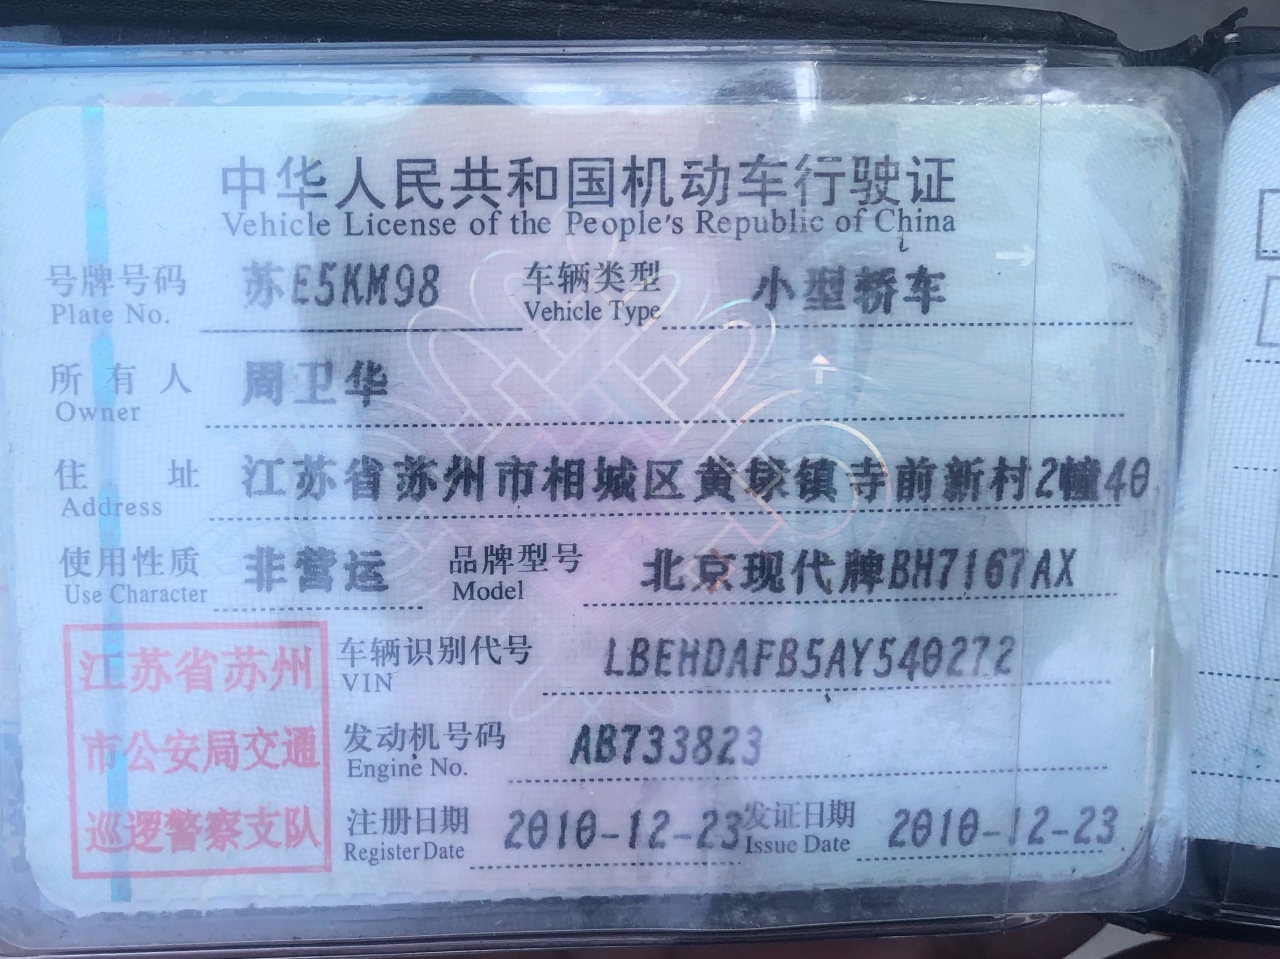 中华人民共和国机动车行驶证
Vehicle License of the People's Republic of China
号牌号码 苏E5KM98 车辆类型 小型轿车
Plate No. Vehicle Type
所有人 周卫华
Owner
住址 江苏省苏州市相城区黄埭镇寺前新村2幢40
Address
使用性质 非营运 品牌型号 北京现代牌BH7167AX
Use Character Model
车辆识别代号 LBEHDAFB5AY540272
VIN
发动机号码 AB733823
Engine No.
注册日期 2010-12-23 发证日期 2010-12-23
Register Date Issue Date
江苏省苏州
市公安局交通
巡逻警察支队